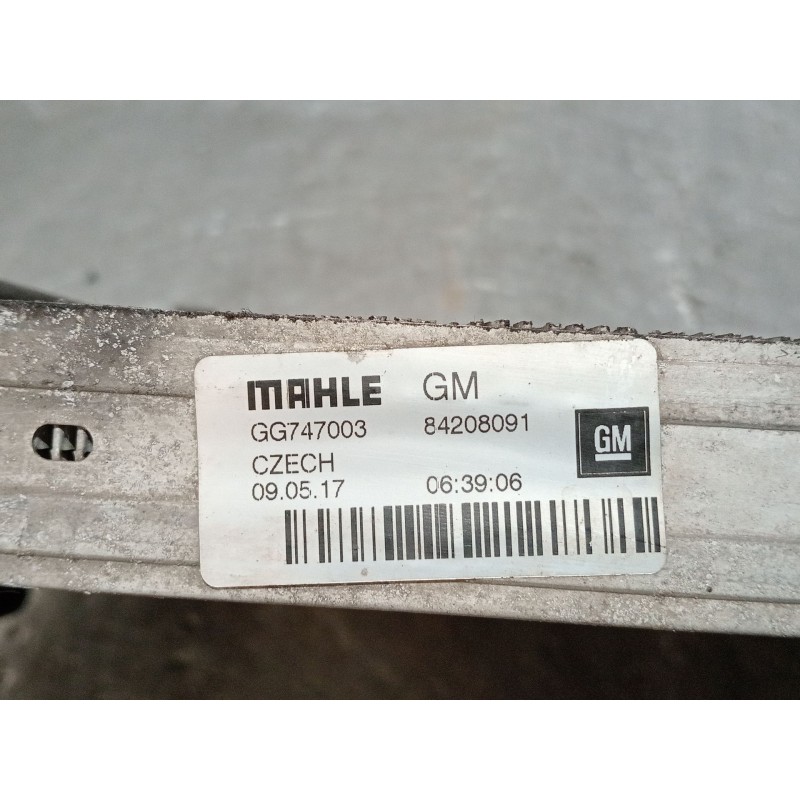 MAHLE GM
GG747003 84208091
CZECH
09.05.17 06:39:06
GM